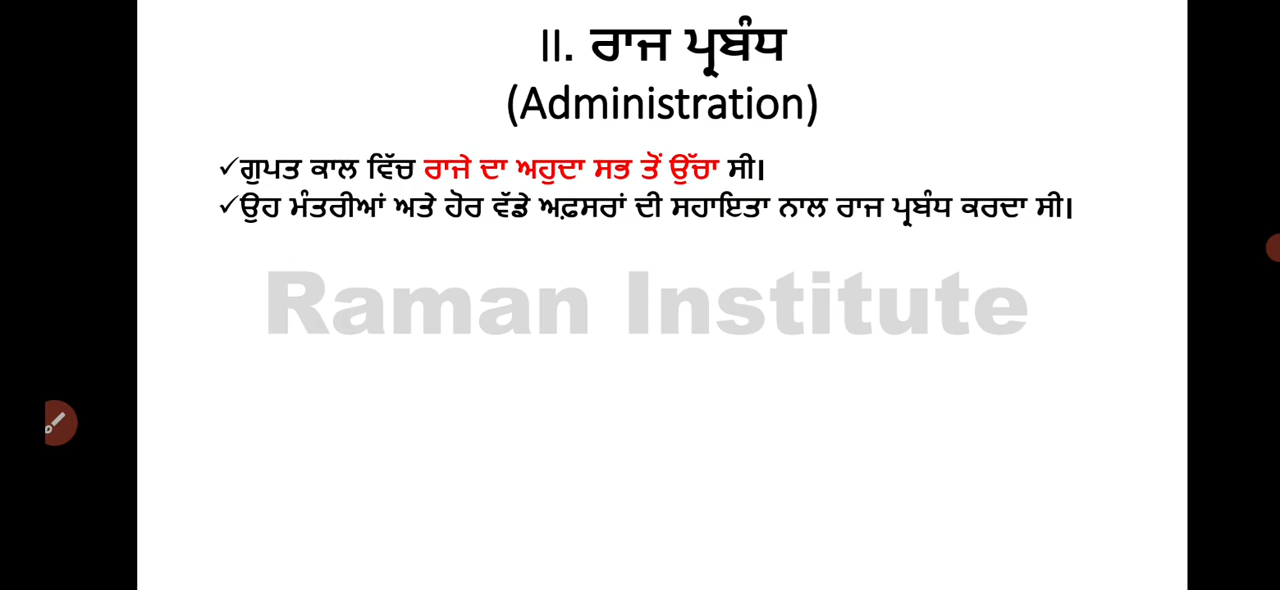 II. ਰਾਜ ਪ੍ਰਬੰਧ
(Administration)
✓ਗੁਪਤ ਕਾਲ ਵਿੱਚ ਰਾਜੇ ਦਾ ਅਹੁਦਾ ਸਭ ਤੋਂ ਉੱਚਾ ਸੀ।
✓ਉਹ ਮੰਤਰੀਆਂ ਅਤੇ ਹੋਰ ਵੱਡੇ ਅਫ਼ਸਰਾਂ ਦੀ ਸਹਾਇਤਾ ਨਾਲ ਰਾਜ ਪ੍ਰਬੰਧ ਕਰਦਾ ਸੀ।
Raman Institute